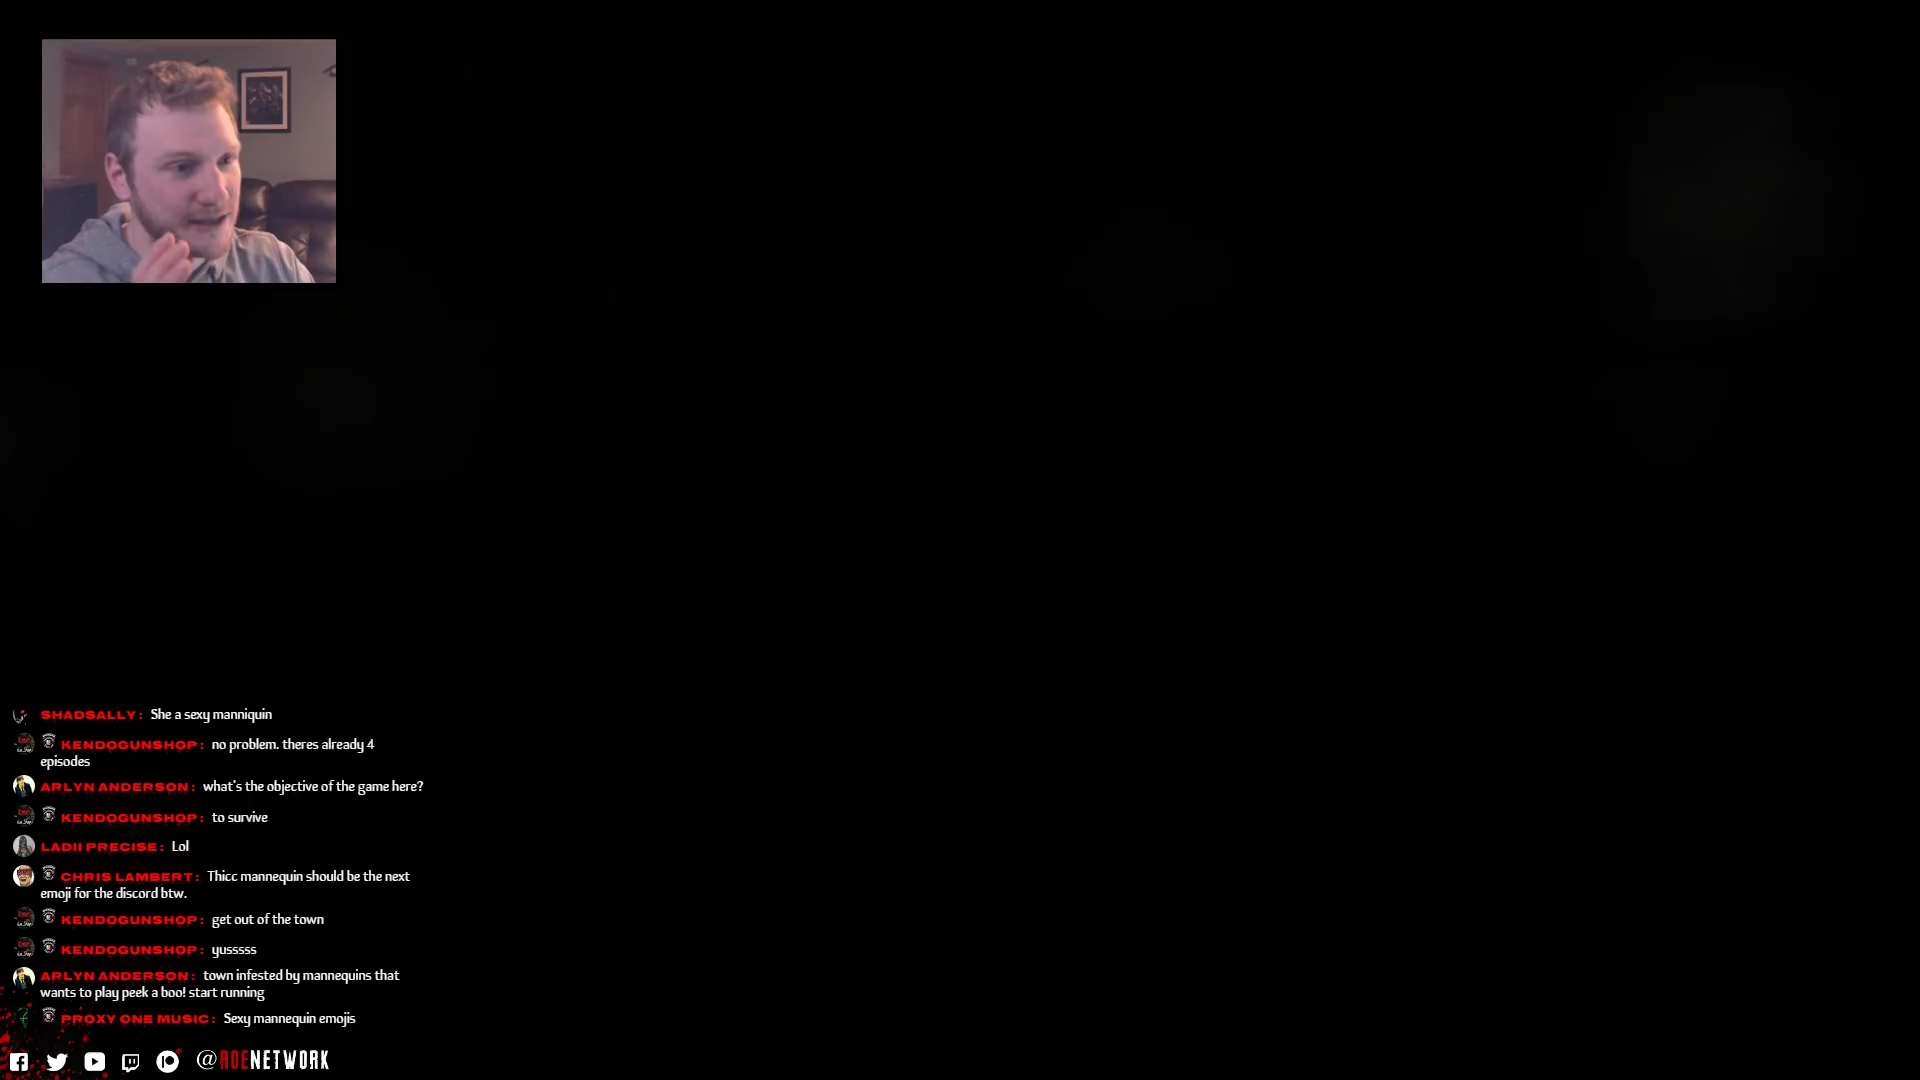 SHADSALLY: She a sexy manniquin
KENDOGUNSHOP: no problem. theres already 4
episodes
ARLYN ANDERSON: what's the objective of the game here?
KENDOGUNSHOP: to survive
LADII PRECISE: Lol
CHRIS LAMBERT: Thicc mannequin should be the next
emoji for the discord btw.
KENDOGUNSHOP: get out of the town
KENDOGUNSHOP: yusssss
ARLYN ANDERSON: town infested by mannequins that
wants to play peek a boo! start running
PROXY ONE MUSIC: Sexy mannequin emojis
@ROENETWORK